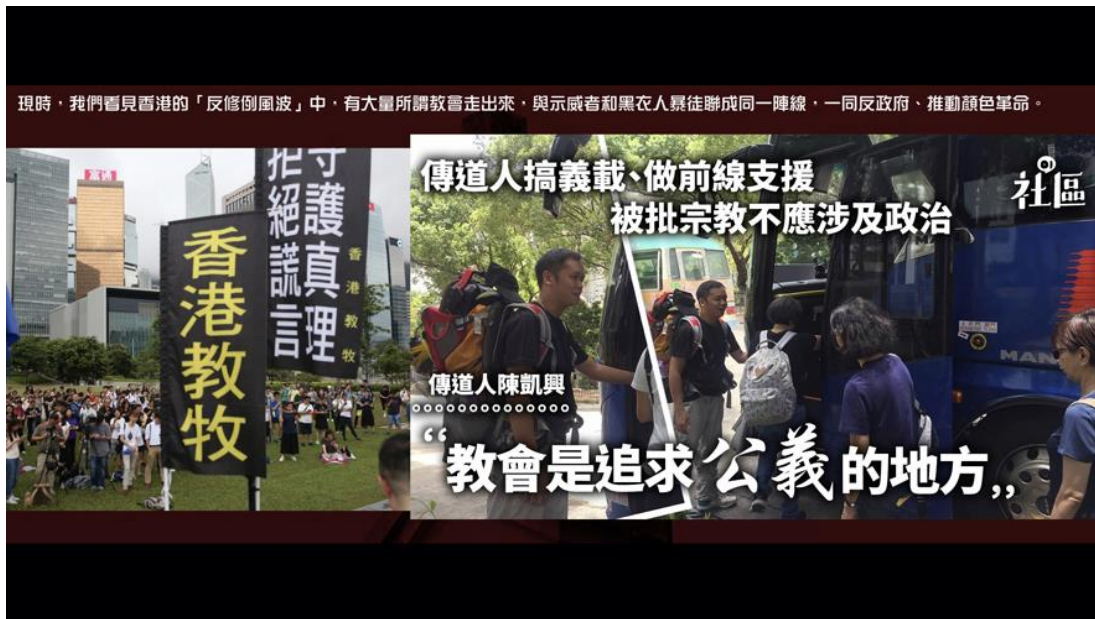 現時，我們看見香港的「反修例風波」中，有大量所謂教會走出來，與示威者和黑衣人暴徒聯成同一陣線，一同反政府、推動顏色革命。
守護真理
拒絕謊言
香港教牧
香港教牧
傳道人搞義載、做前線支援
被批宗教不應涉及政治
社區
傳道人陳凱興
“教會是追求公義的地方”
MAN